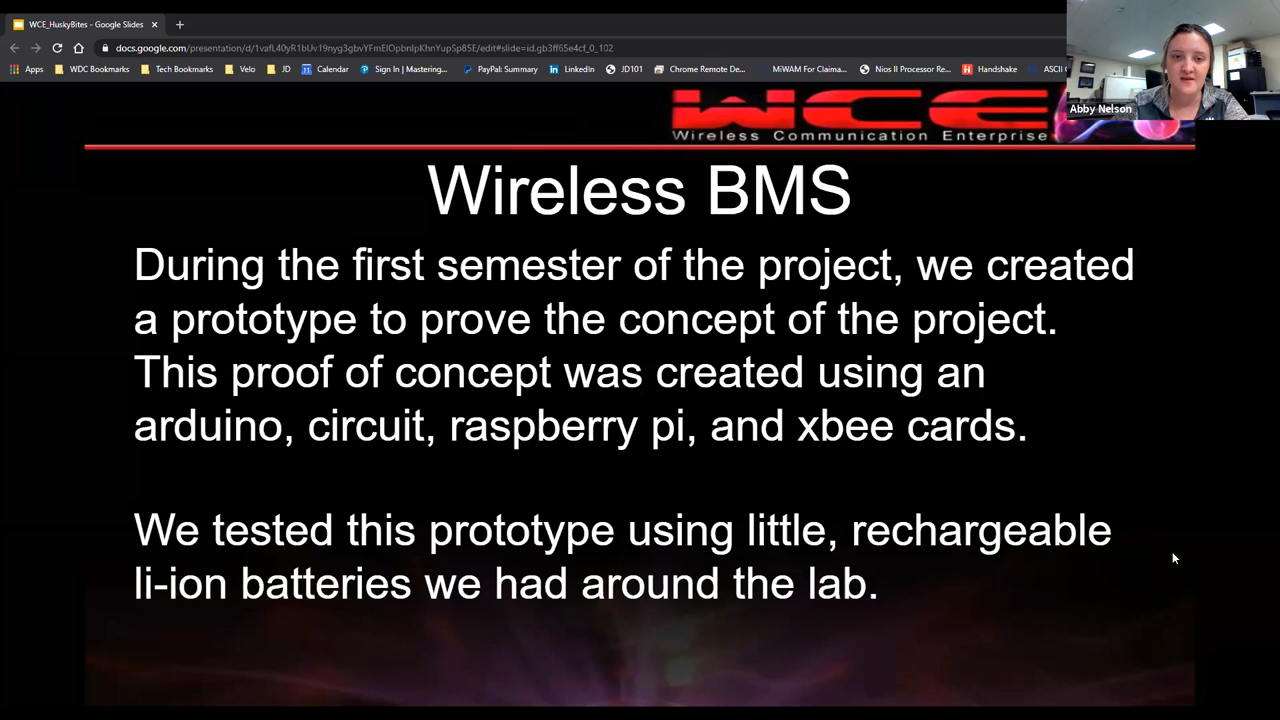 WCE_HuskyBites - Google Slides
docs.google.com/presentation/d/1vafL40yR1bUv19nyg3gbvYFmElOpbnlpKhnYupSp85E/edit#slide=id.gb3ff65e4cf_0_102
Apps WDC Bookmarks Tech Bookmarks Velo JD Calendar Sign In | Mastering... PayPal: Summary LinkedIn JD101 Chrome Remote De... MiWAM For Claima... Nios II Processor Re... Handshake ASCII
Abby Nelson
WCE
Wireless Communication Enterprise
Wireless BMS
During the first semester of the project, we created
a prototype to prove the concept of the project.
This proof of concept was created using an
arduino, circuit, raspberry pi, and xbee cards.
We tested this prototype using little, rechargeable
li-ion batteries we had around the lab.